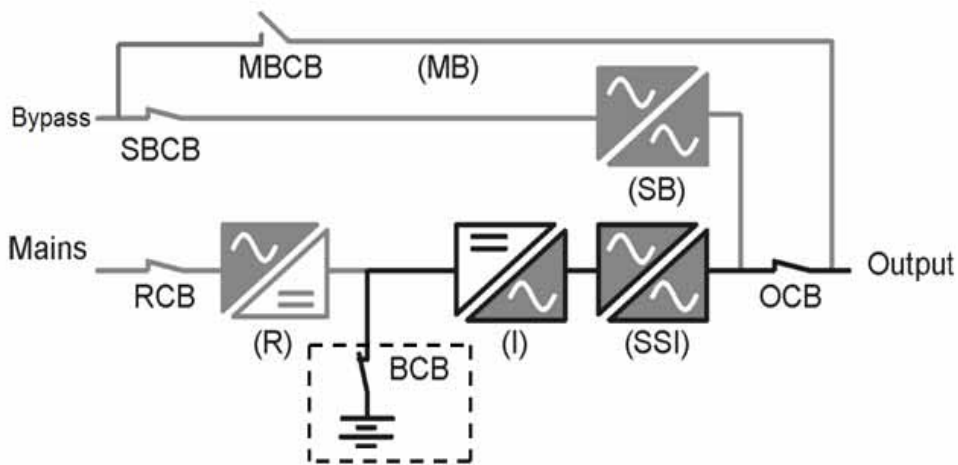 MBCB (MB)
Bypass
SBCB
(SB)
Mains
Output
RCB
OCB
(R)
(I)
(SSI)
BCB